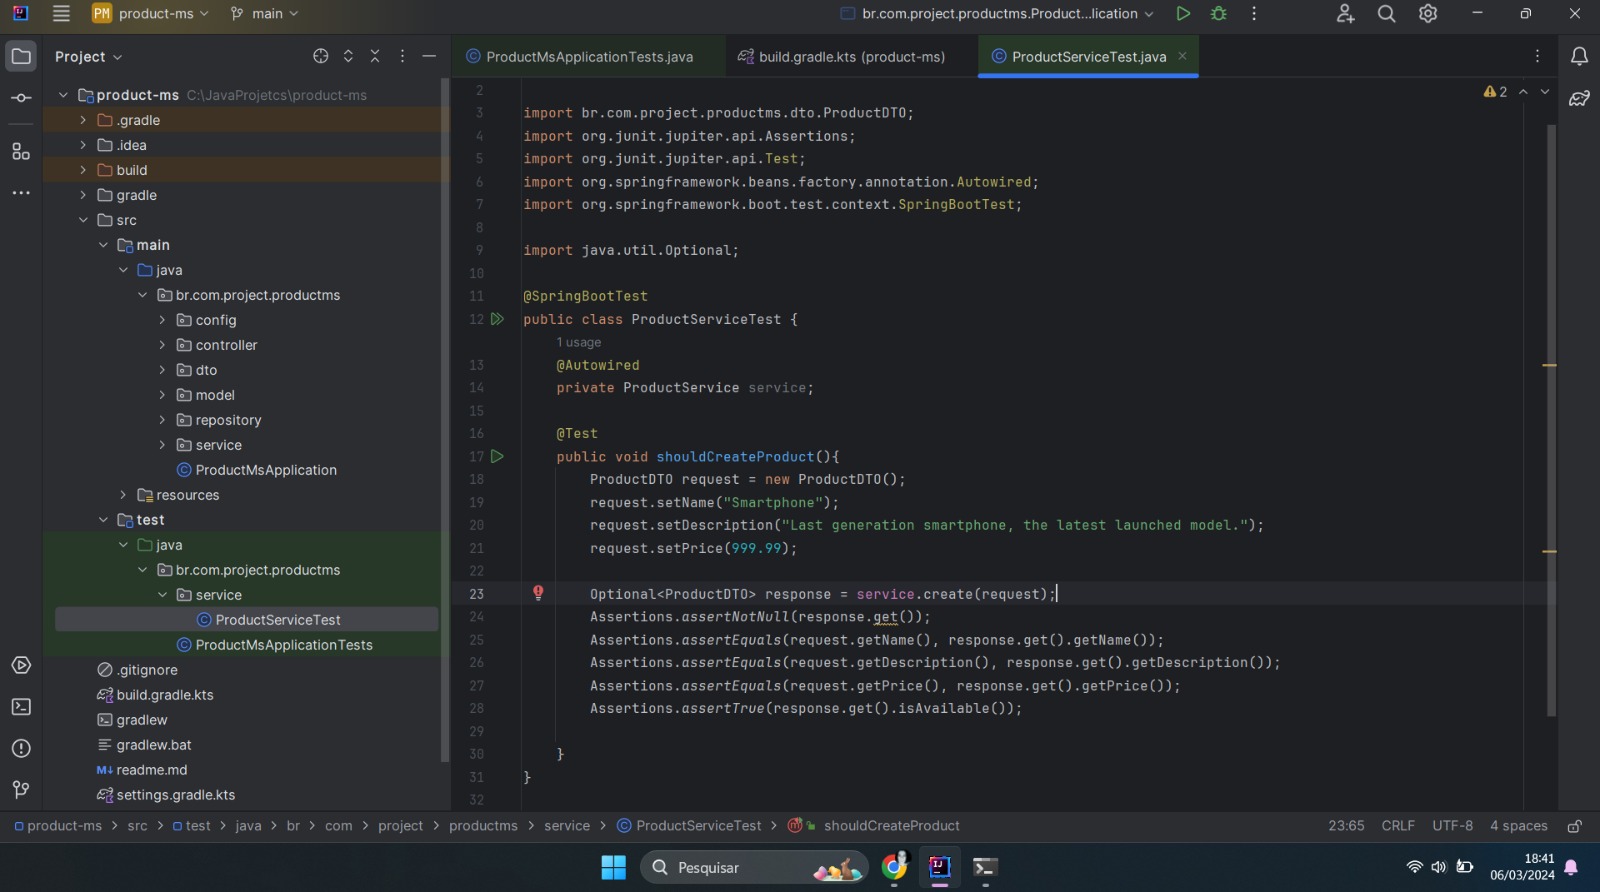 PM product-ms main br.com.project.productms.Product...lication
Project
ProductMsApplicationTests.java build.gradle.kts (product-ms) ProductServiceTest.java
product-ms C:\JavaProjetcs\product-ms
.gradle
.idea
build
gradle
src
main
java
br.com.project.productms
config
controller
dto
model
repository
service
ProductMsApplication
resources
test
java
br.com.project.productms
service
ProductServiceTest
ProductMsApplicationTests
.gitignore
build.gradle.kts
gradlew
gradlew.bat
M↓ readme.md
settings.gradle.kts
2
2
3 import br.com.project.productms.dto.ProductDTO;
4 import org.junit.jupiter.api.Assertions;
5 import org.junit.jupiter.api.Test;
6 import org.springframework.beans.factory.annotation.Autowired;
7 import org.springframework.boot.test.context.SpringBootTest;
8
9 import java.util.Optional;
10
11 @SpringBootTest
12 public class ProductServiceTest {
1 usage
13 @Autowired
14 private ProductService service;
15
16 @Test
17 public void shouldCreateProduct(){
18 ProductDTO request = new ProductDTO();
19 request.setName("Smartphone");
20 request.setDescription("Last generation smartphone, the latest launched model.");
21 request.setPrice(999.99);
22
23 Optional<ProductDTO> response = service.create(request);
24 Assertions.assertNotNull(response.get());
25 Assertions.assertEquals(request.getName(), response.get().getName());
26 Assertions.assertEquals(request.getDescription(), response.get().getDescription());
27 Assertions.assertEquals(request.getPrice(), response.get().getPrice());
28 Assertions.assertTrue(response.get().isAvailable());
29
30 }
31 }
32
product-ms > src > test > java > br > com > project > productms > service > ProductServiceTest > shouldCreateProduct 23:65 CRLF UTF-8 4 spaces
Pesquisar
18:41
06/03/2024